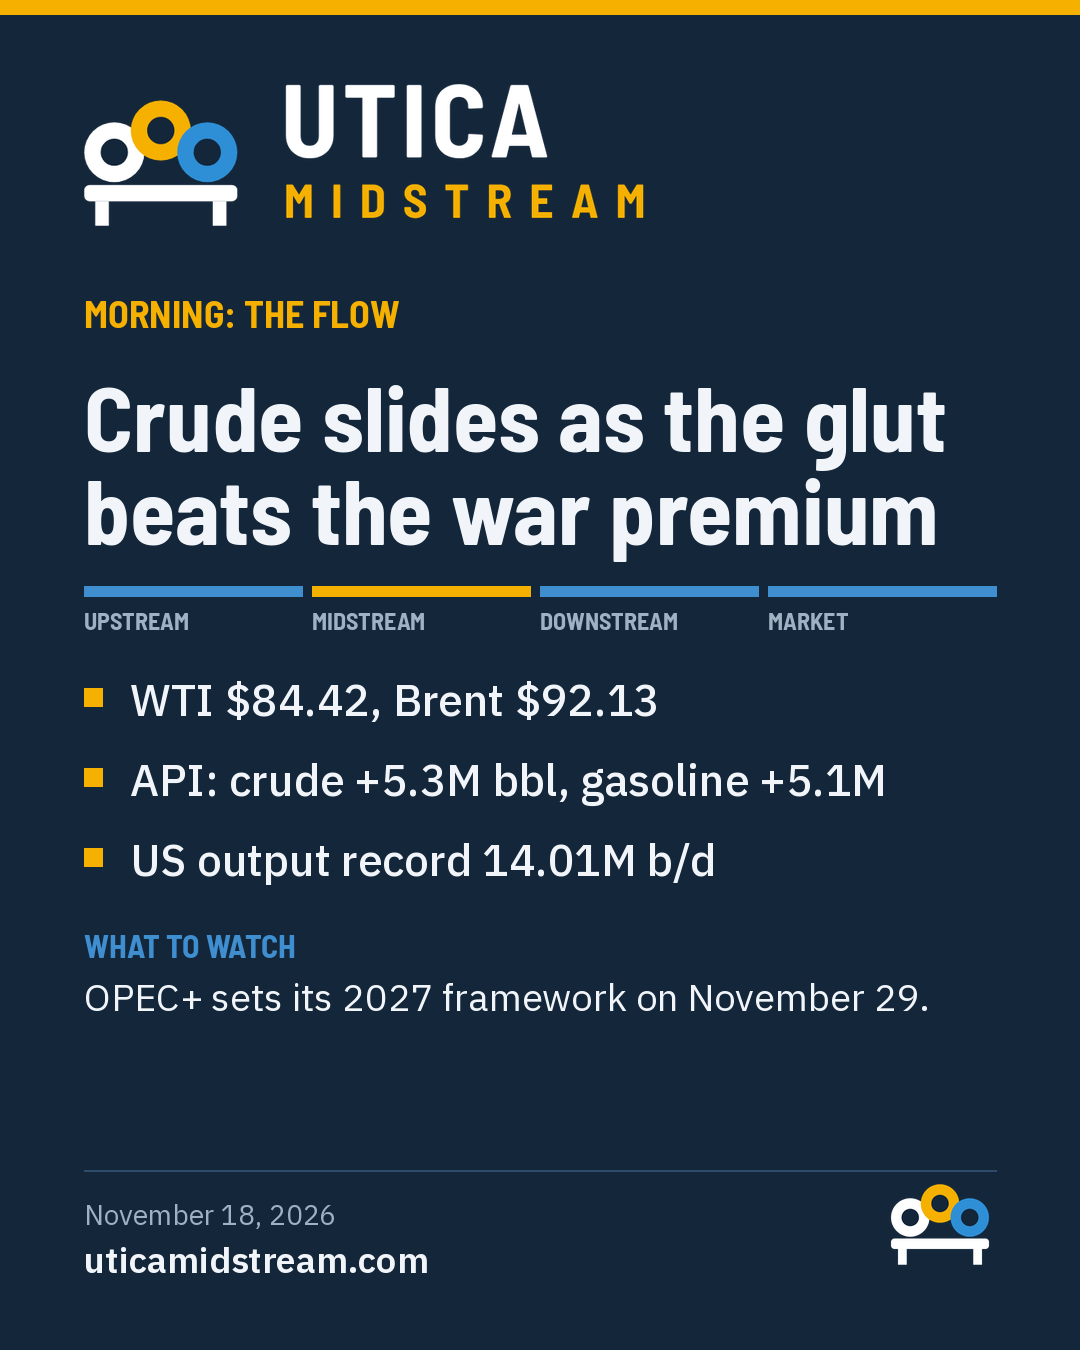 UTICA
MIDSTREAM
MORNING: THE FLOW
Crude slides as the glut
beats the war premium
UPSTREAM MIDSTREAM DOWNSTREAM MARKET
WTI $84.42, Brent $92.13
API: crude +5.3M bbl, gasoline +5.1M
US output record 14.01M b/d
WHAT TO WATCH
OPEC+ sets its 2027 framework on November 29.
November 18, 2026
uticamidstream.com